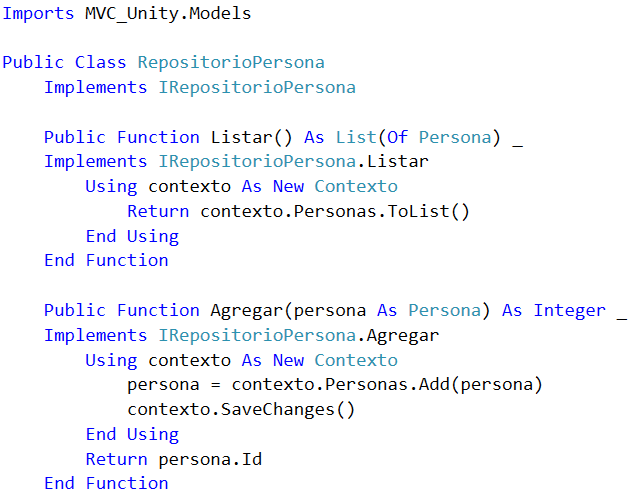 Imports MVC_Unity.Models
Public Class RepositorioPersona
Implements IRepositorioPersona
Public Function Listar() As List(Of Persona) _
Implements IRepositorioPersona.Listar
Using contexto As New Contexto
Return contexto.Personas.ToList()
End Using
End Function
Public Function Agregar(persona As Persona) As Integer _
Implements IRepositorioPersona.Agregar
Using contexto As New Contexto
persona = contexto.Personas.Add(persona)
contexto.SaveChanges()
End Using
Return persona.Id
End Function